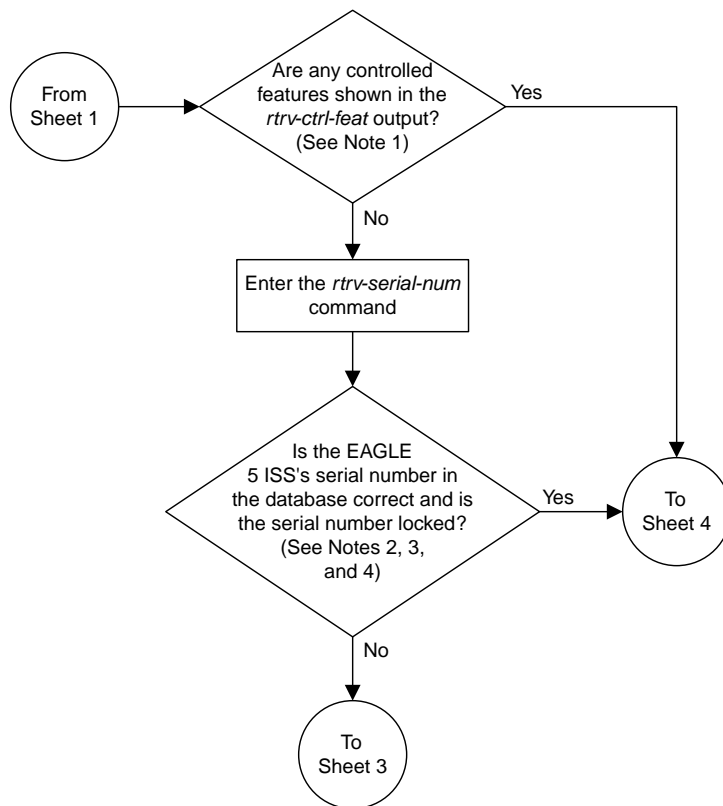 From
Sheet 1
Are any controlled
features shown in the
rtrv-ctrl-feat output?
(See Note 1)
Yes
No
Enter the rtrv-serial-num
command
Is the EAGLE
5 ISS's serial number in
the database correct and is
the serial number locked?
(See Notes 2, 3,
and 4)
Yes
To
Sheet 4
No
To
Sheet 3